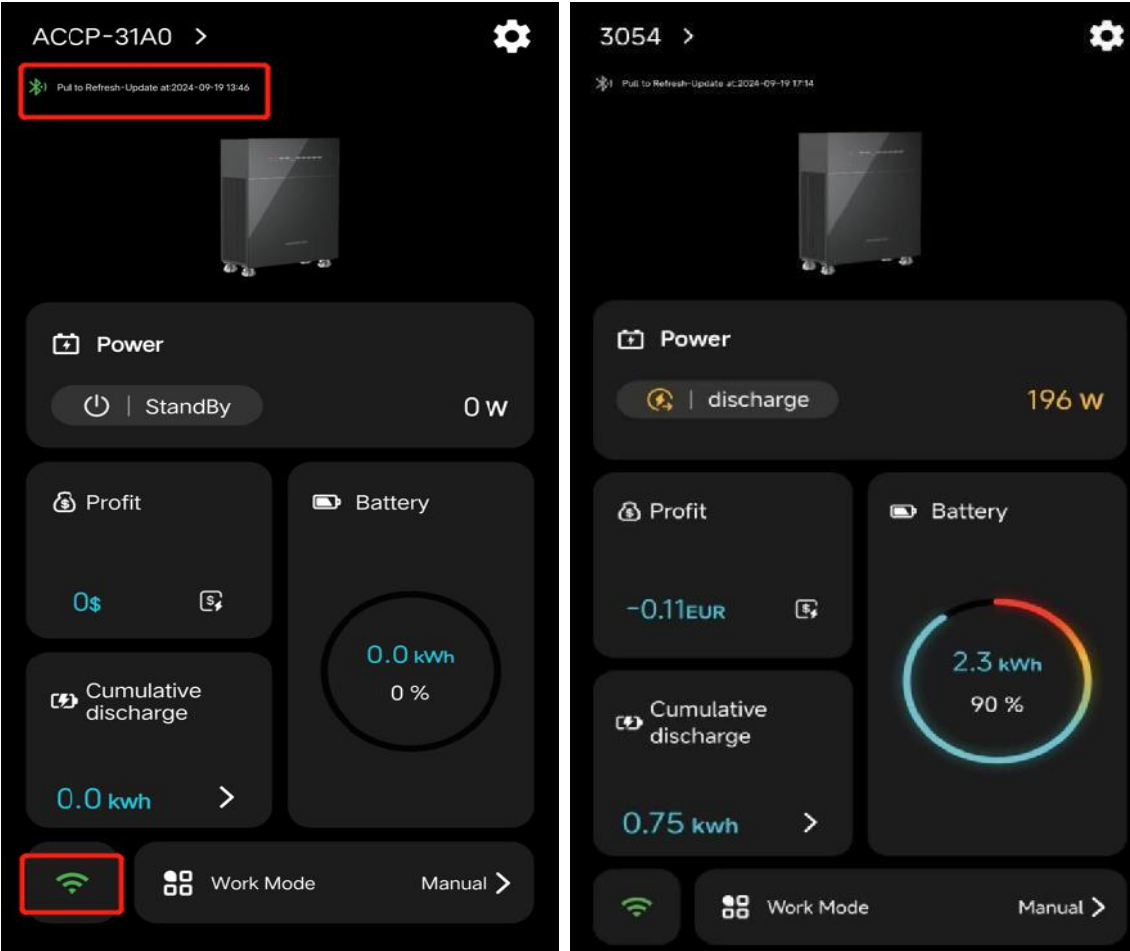 ACCP-31A0 >
Pull to Refresh-Update at:2024-09-19 13:46
Power
StandBy
0 W
Profit
0$
Battery
0.0 kWh
0 %
Cumulative
discharge
0.0 kwh
Work Mode
Manual
3054 >
Pull to Refresh-Update at:2024-09-19 17:14
Power
discharge
196 W
Profit
-0.11EUR
Battery
2.3 kWh
90 %
Cumulative
discharge
0.75 kwh
Work Mode
Manual